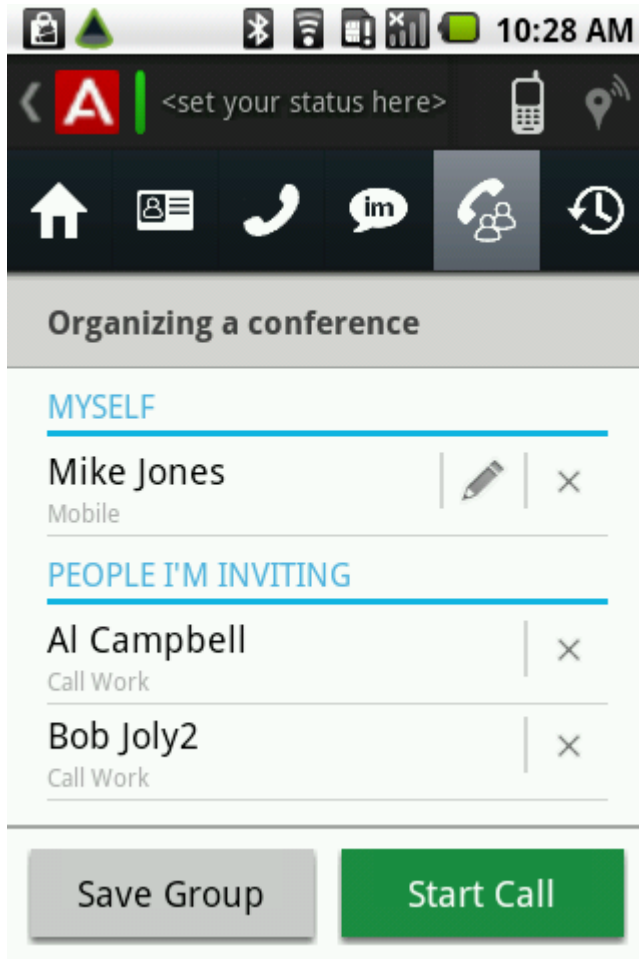 10:28 AM
<set your status here>
im
Organizing a conference
MYSELF
Mike Jones
Mobile
PEOPLE I'M INVITING
Al Campbell
Call Work
Bob Joly2
Call Work
Save Group
Start Call